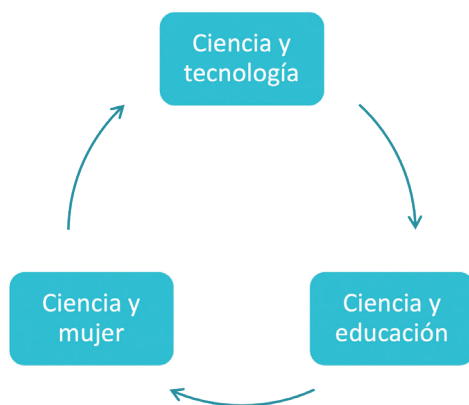 Ciencia y
tecnología
Ciencia y
mujer
Ciencia y
educación